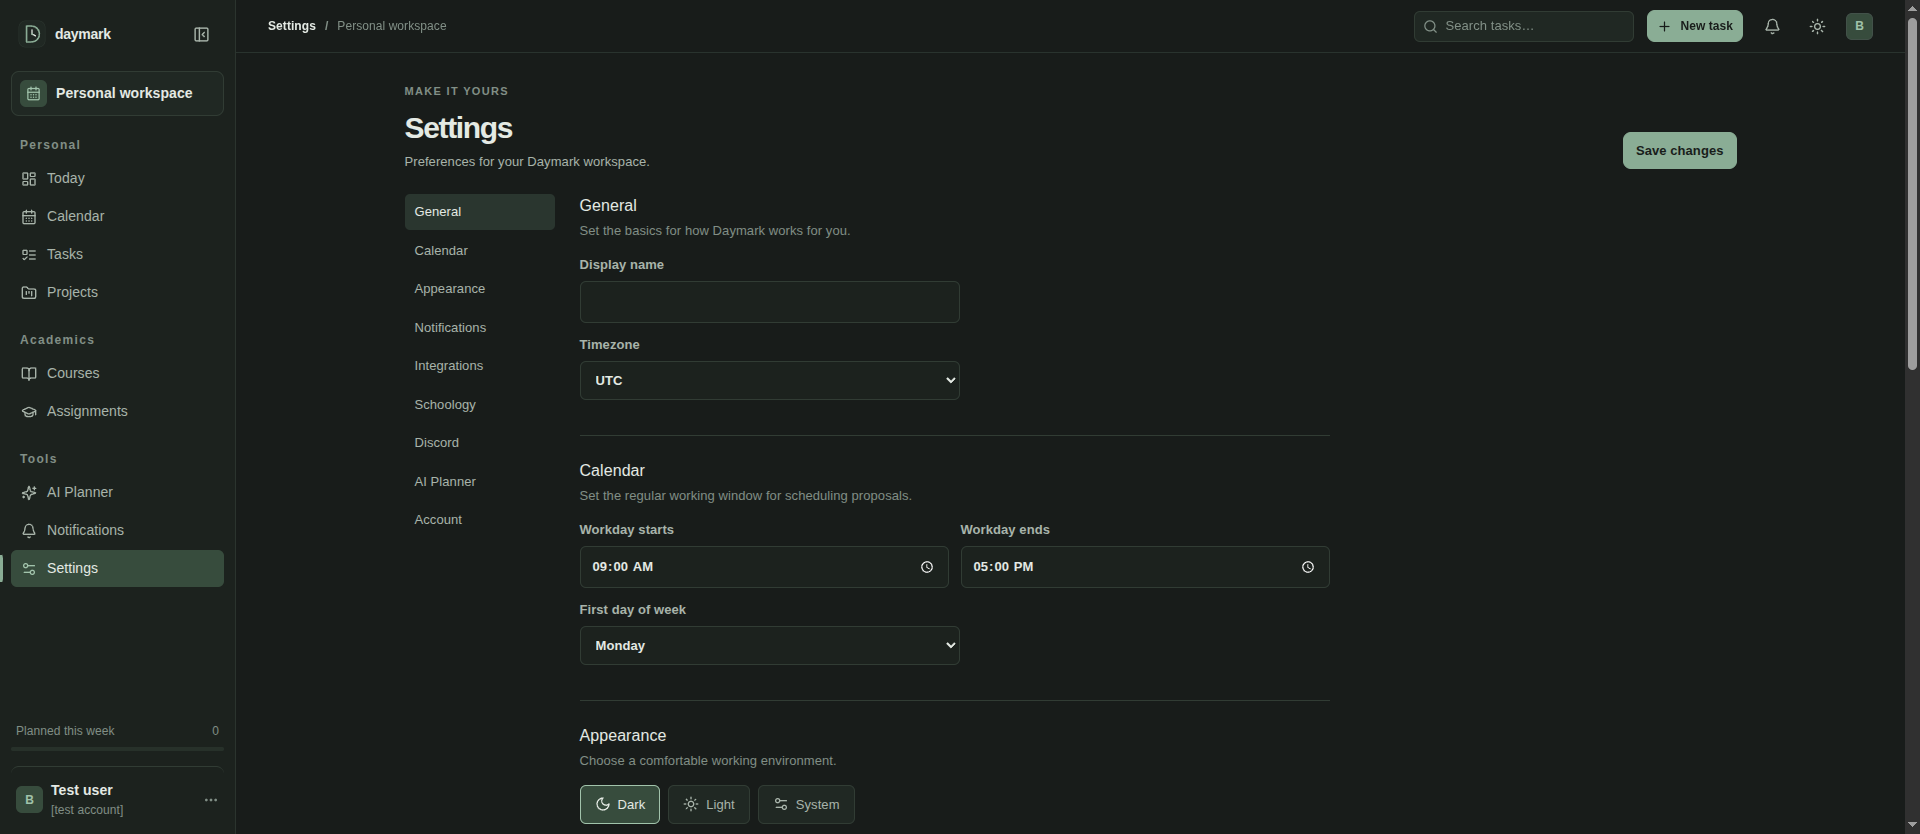 daymark
Personal workspace
Personal
Today
Calendar
Tasks
Projects
Academics
Courses
Assignments
Tools
AI Planner
Notifications
Settings
Planned this week 0
B
Test user
[test account]
Settings / Personal workspace
Search tasks…
New task
B
MAKE IT YOURS
Settings
Preferences for your Daymark workspace.
Save changes
General
Calendar
Appearance
Notifications
Integrations
Schoology
Discord
AI Planner
Account
General
Set the basics for how Daymark works for you.
Display name
Timezone
UTC
Calendar
Set the regular working window for scheduling proposals.
Workday starts Workday ends
09:00 AM 05:00 PM
First day of week
Monday
Appearance
Choose a comfortable working environment.
Dark Light System